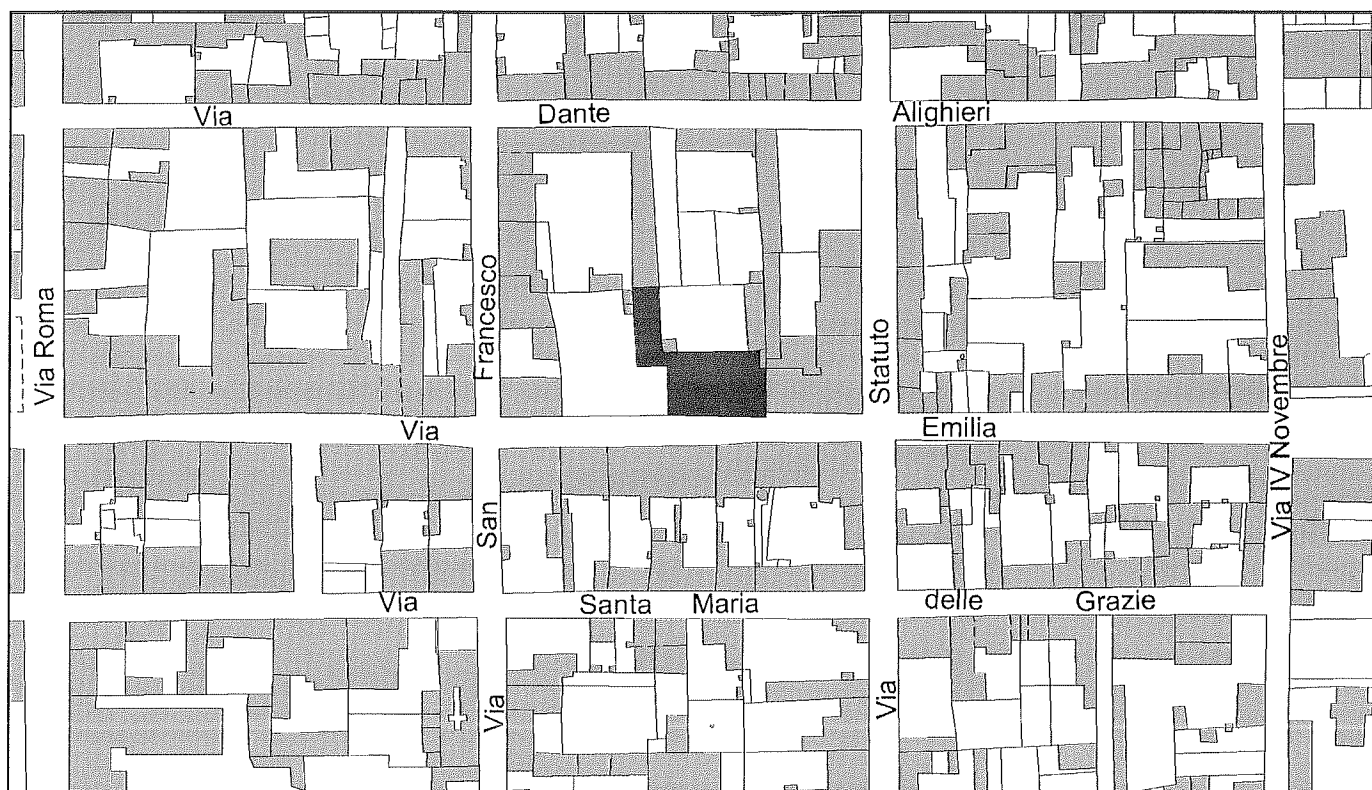 Via Dante Alighieri
Via Roma
Via San Francesco
Via Statuto
Via IV Novembre
Via Emilia
Via Santa Maria delle Grazie